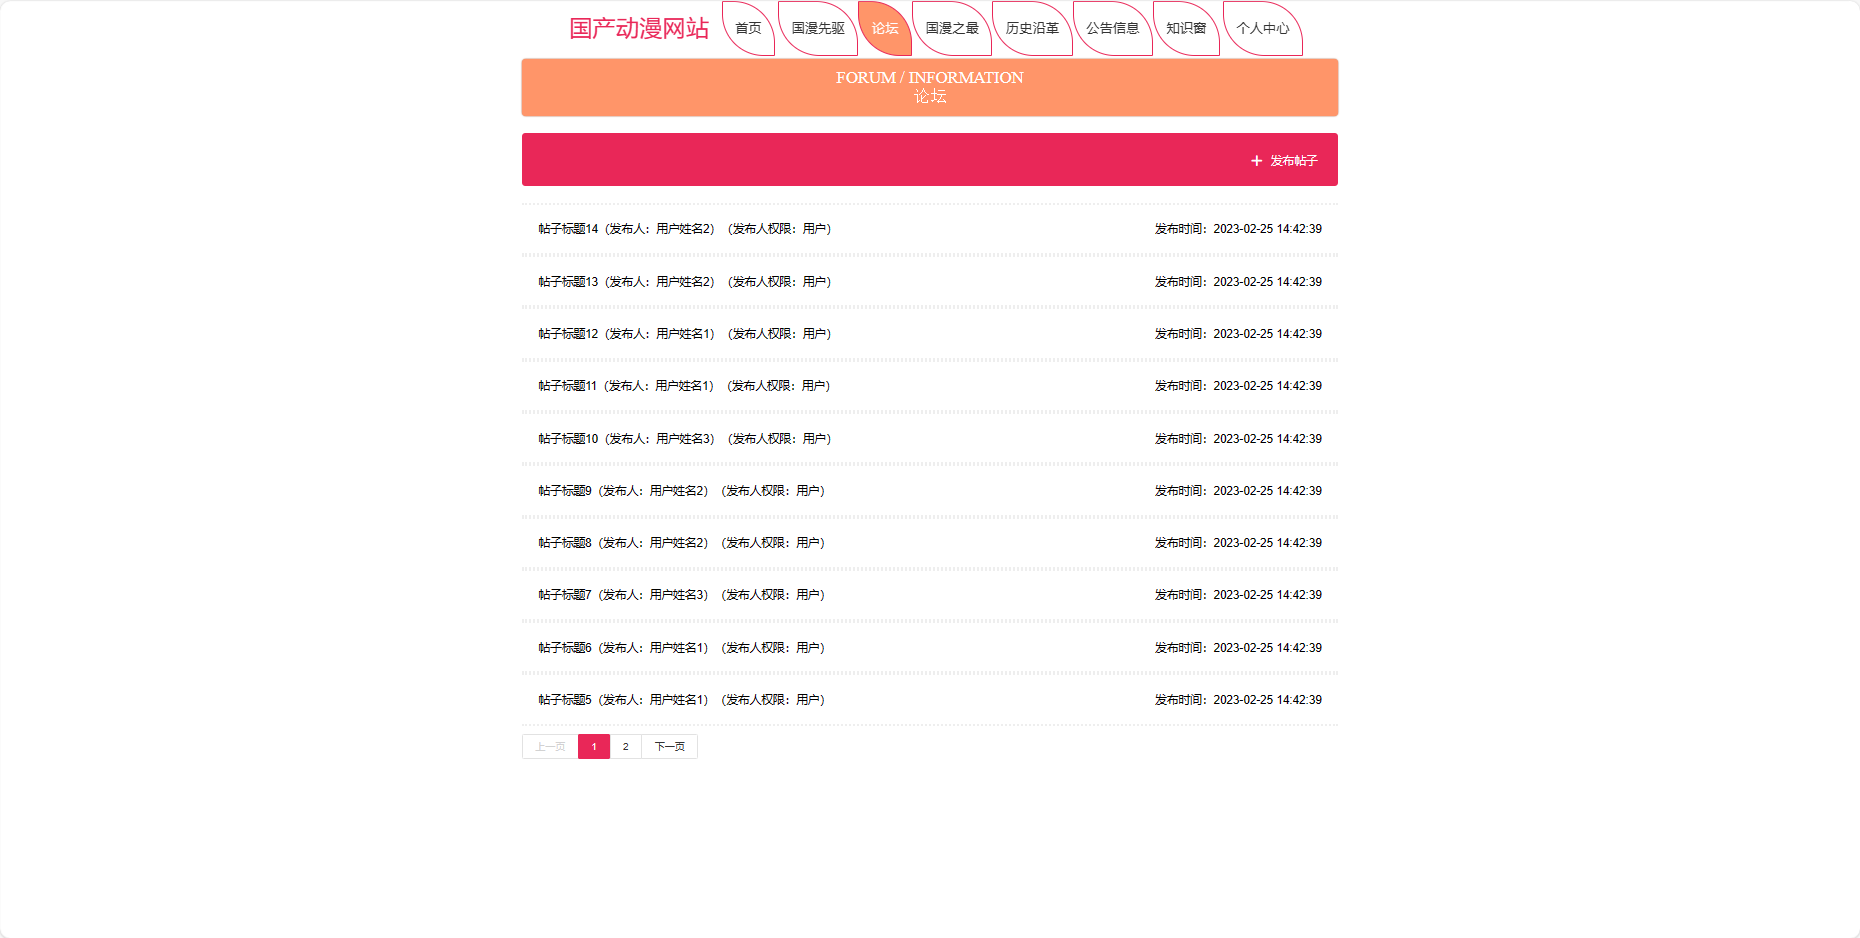 国产动漫网站 首页 国漫先驱 论坛 国漫之最 历史沿革 公告信息 知识窗 个人中心
FORUM / INFORMATION
论坛
+ 发布帖子
帖子标题14（发布人：用户姓名2）（发布人权限：用户） 发布时间：2023-02-25 14:42:39
帖子标题13（发布人：用户姓名2）（发布人权限：用户） 发布时间：2023-02-25 14:42:39
帖子标题12（发布人：用户姓名1）（发布人权限：用户） 发布时间：2023-02-25 14:42:39
帖子标题11（发布人：用户姓名1）（发布人权限：用户） 发布时间：2023-02-25 14:42:39
帖子标题10（发布人：用户姓名3）（发布人权限：用户） 发布时间：2023-02-25 14:42:39
帖子标题9（发布人：用户姓名2）（发布人权限：用户） 发布时间：2023-02-25 14:42:39
帖子标题8（发布人：用户姓名2）（发布人权限：用户） 发布时间：2023-02-25 14:42:39
帖子标题7（发布人：用户姓名3）（发布人权限：用户） 发布时间：2023-02-25 14:42:39
帖子标题6（发布人：用户姓名1）（发布人权限：用户） 发布时间：2023-02-25 14:42:39
帖子标题5（发布人：用户姓名1）（发布人权限：用户） 发布时间：2023-02-25 14:42:39
上一页 1 2 下一页